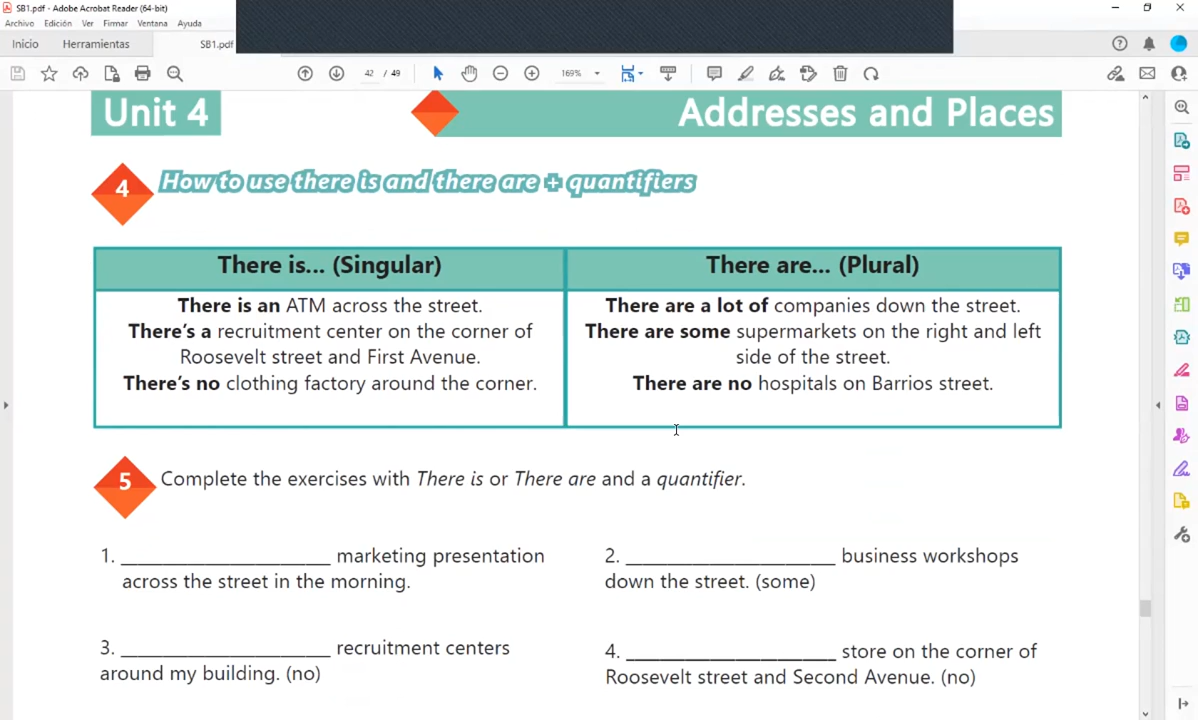 SB1.pdf - Adobe Acrobat Reader (64-bit)
Archivo Edición Ver Firmar Ventana Ayuda
Inicio Herramientas SB1.pdf
42 / 49 169%
Unit 4 Addresses and Places
4 How to use there is and there are + quantifiers
There is... (Singular)
There is an ATM across the street.
There's a recruitment center on the corner of
Roosevelt street and First Avenue.
There's no clothing factory around the corner.
There are... (Plural)
There are a lot of companies down the street.
There are some supermarkets on the right and left
side of the street.
There are no hospitals on Barrios street.
5 Complete the exercises with There is or There are and a quantifier.
1. ____________________ marketing presentation
across the street in the morning.
2. ____________________ business workshops
down the street. (some)
3. ____________________ recruitment centers
around my building. (no)
4. ____________________ store on the corner of
Roosevelt street and Second Avenue. (no)